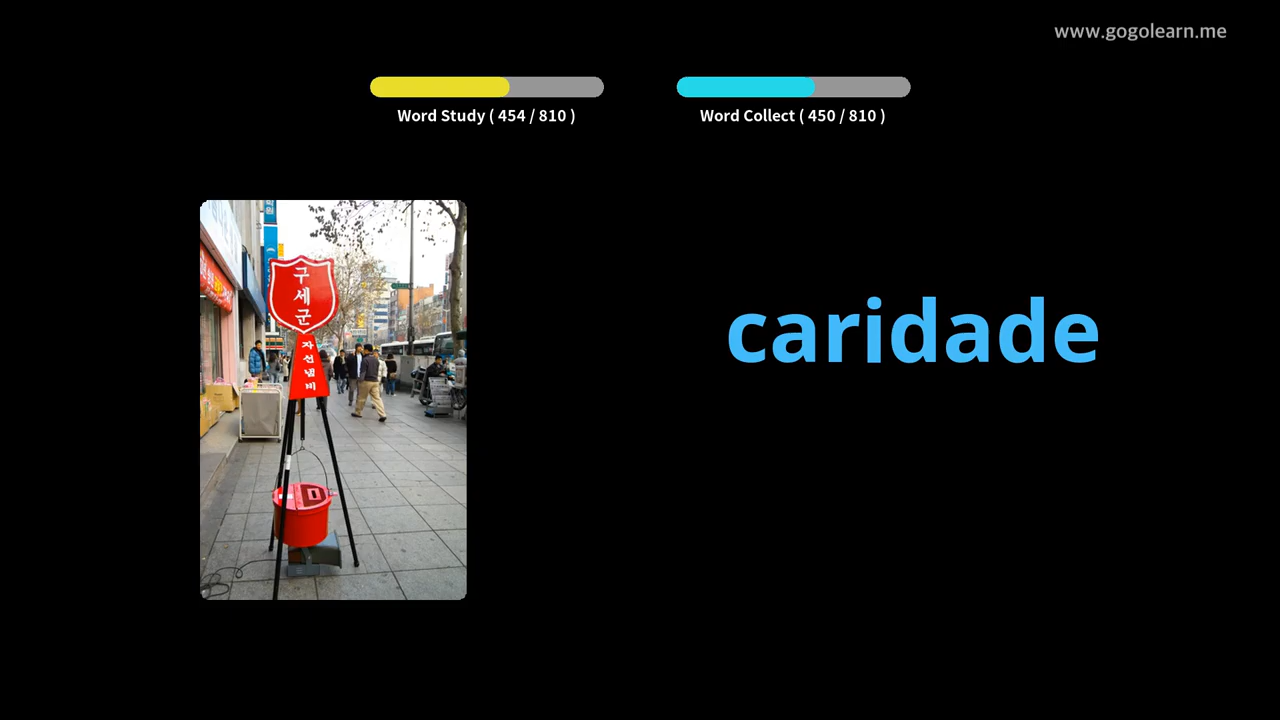 www.gogolearn.me
Word Study ( 454 / 810 )
Word Collect ( 450 / 810 )
구
세
군
자
선
냄
비
caridade